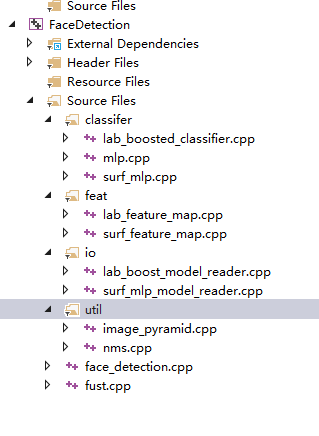 Source Files
FaceDetection
External Dependencies
Header Files
Resource Files
Source Files
classifer
lab_boosted_classifier.cpp
mlp.cpp
surf_mlp.cpp
feat
lab_feature_map.cpp
surf_feature_map.cpp
io
lab_boost_model_reader.cpp
surf_mlp_model_reader.cpp
util
image_pyramid.cpp
nms.cpp
face_detection.cpp
fust.cpp